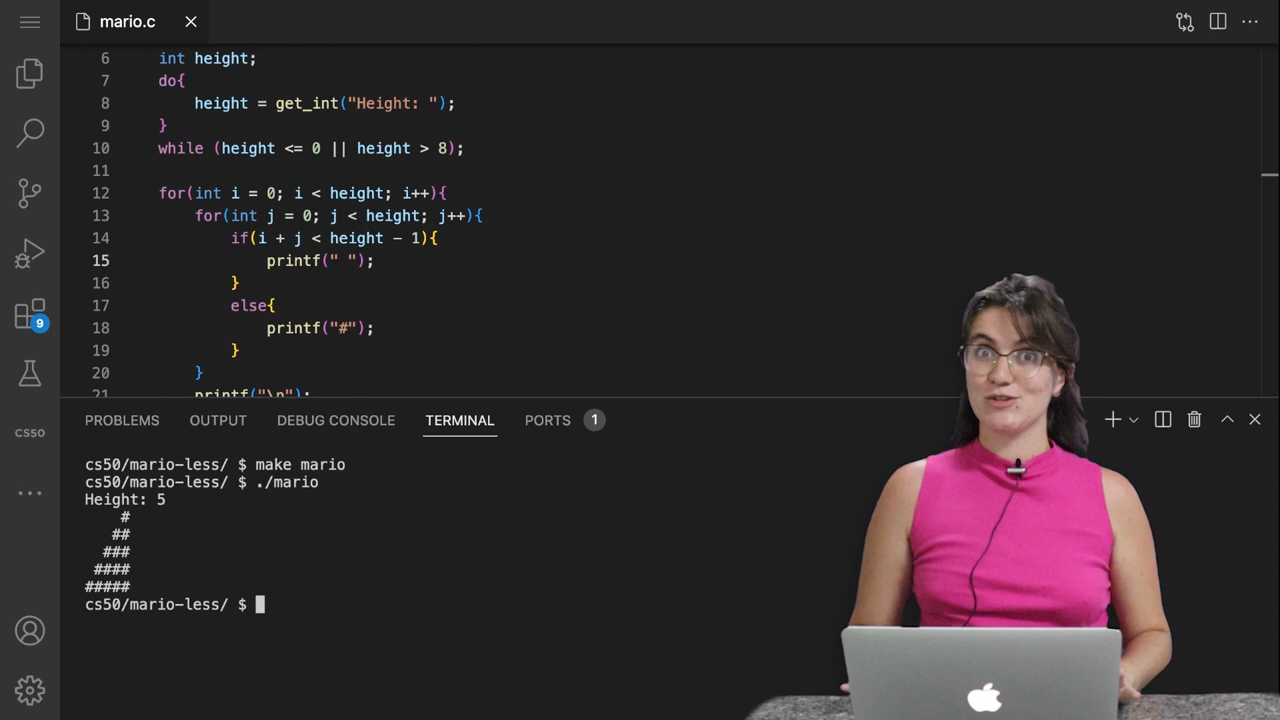 mario.c
6 int height;
7 do{
8 height = get_int("Height: ");
9 }
10 while (height <= 0 || height > 8);
11
12 for(int i = 0; i < height; i++){
13 for(int j = 0; j < height; j++){
14 if(i + j < height - 1){
15 printf(" ");
16 }
17 else{
18 printf("#");
19 }
20 }
21 printf("\n");
9
CS50
PROBLEMS OUTPUT DEBUG CONSOLE TERMINAL PORTS 1
cs50/mario-less/ $ make mario
cs50/mario-less/ $ ./mario
Height: 5
    #
   ##
  ###
 ####
#####
cs50/mario-less/ $